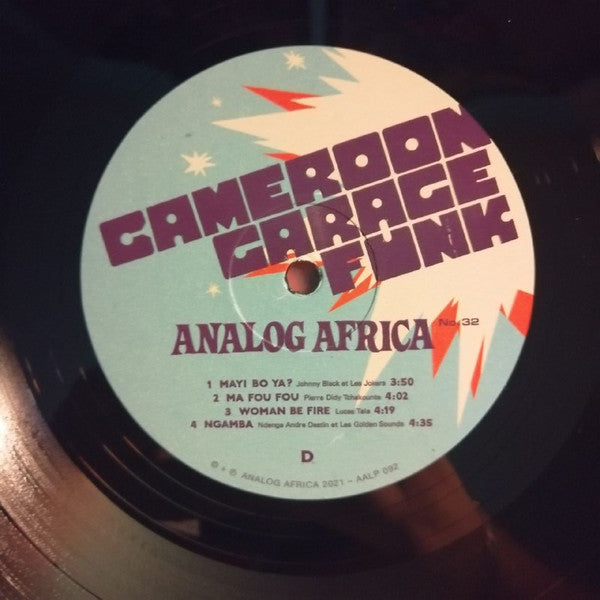 CAMEROON
GARAGE
FUNK
ANALOG AFRICA No. 32
1 MAYI BO YA? Johnny Black et Les Jokers 3:50
2 MA FOU FOU Pierre Didy Tchakounte 4:02
3 WOMAN BE FIRE Lucas Tala 4:19
4 NGAMBA Ndenga Andre Destin et Les Golden Sounds 4:35
D
© + ℗ ANALOG AFRICA 2021 – AALP 092